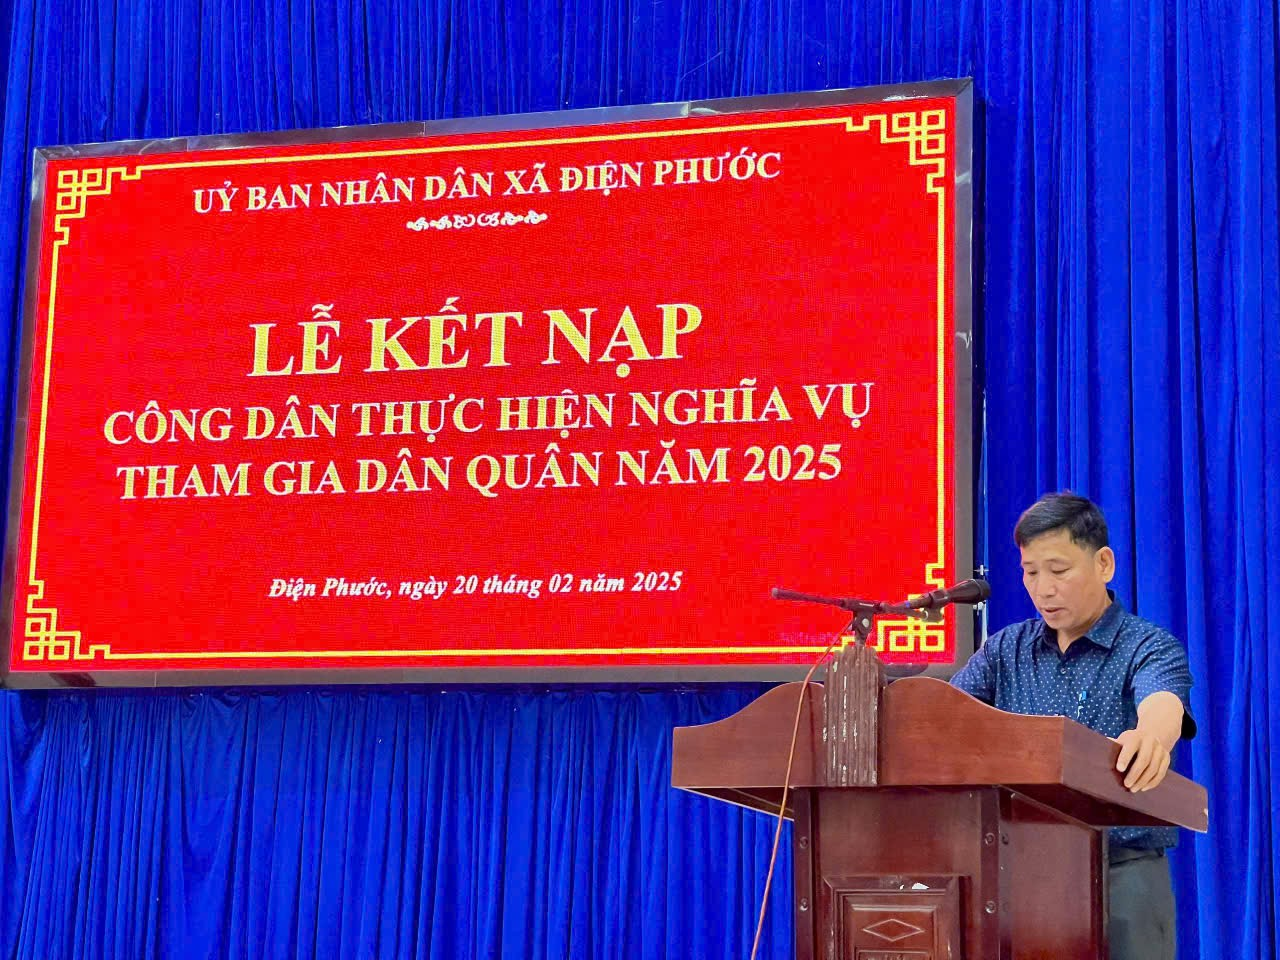 UỶ BAN NHÂN DÂN XÃ ĐIỆN PHƯỚC
LỄ KẾT NẠP
CÔNG DÂN THỰC HIỆN NGHĨA VỤ
THAM GIA DÂN QUÂN NĂM 2025
Điện Phước, ngày 20 tháng 02 năm 2025